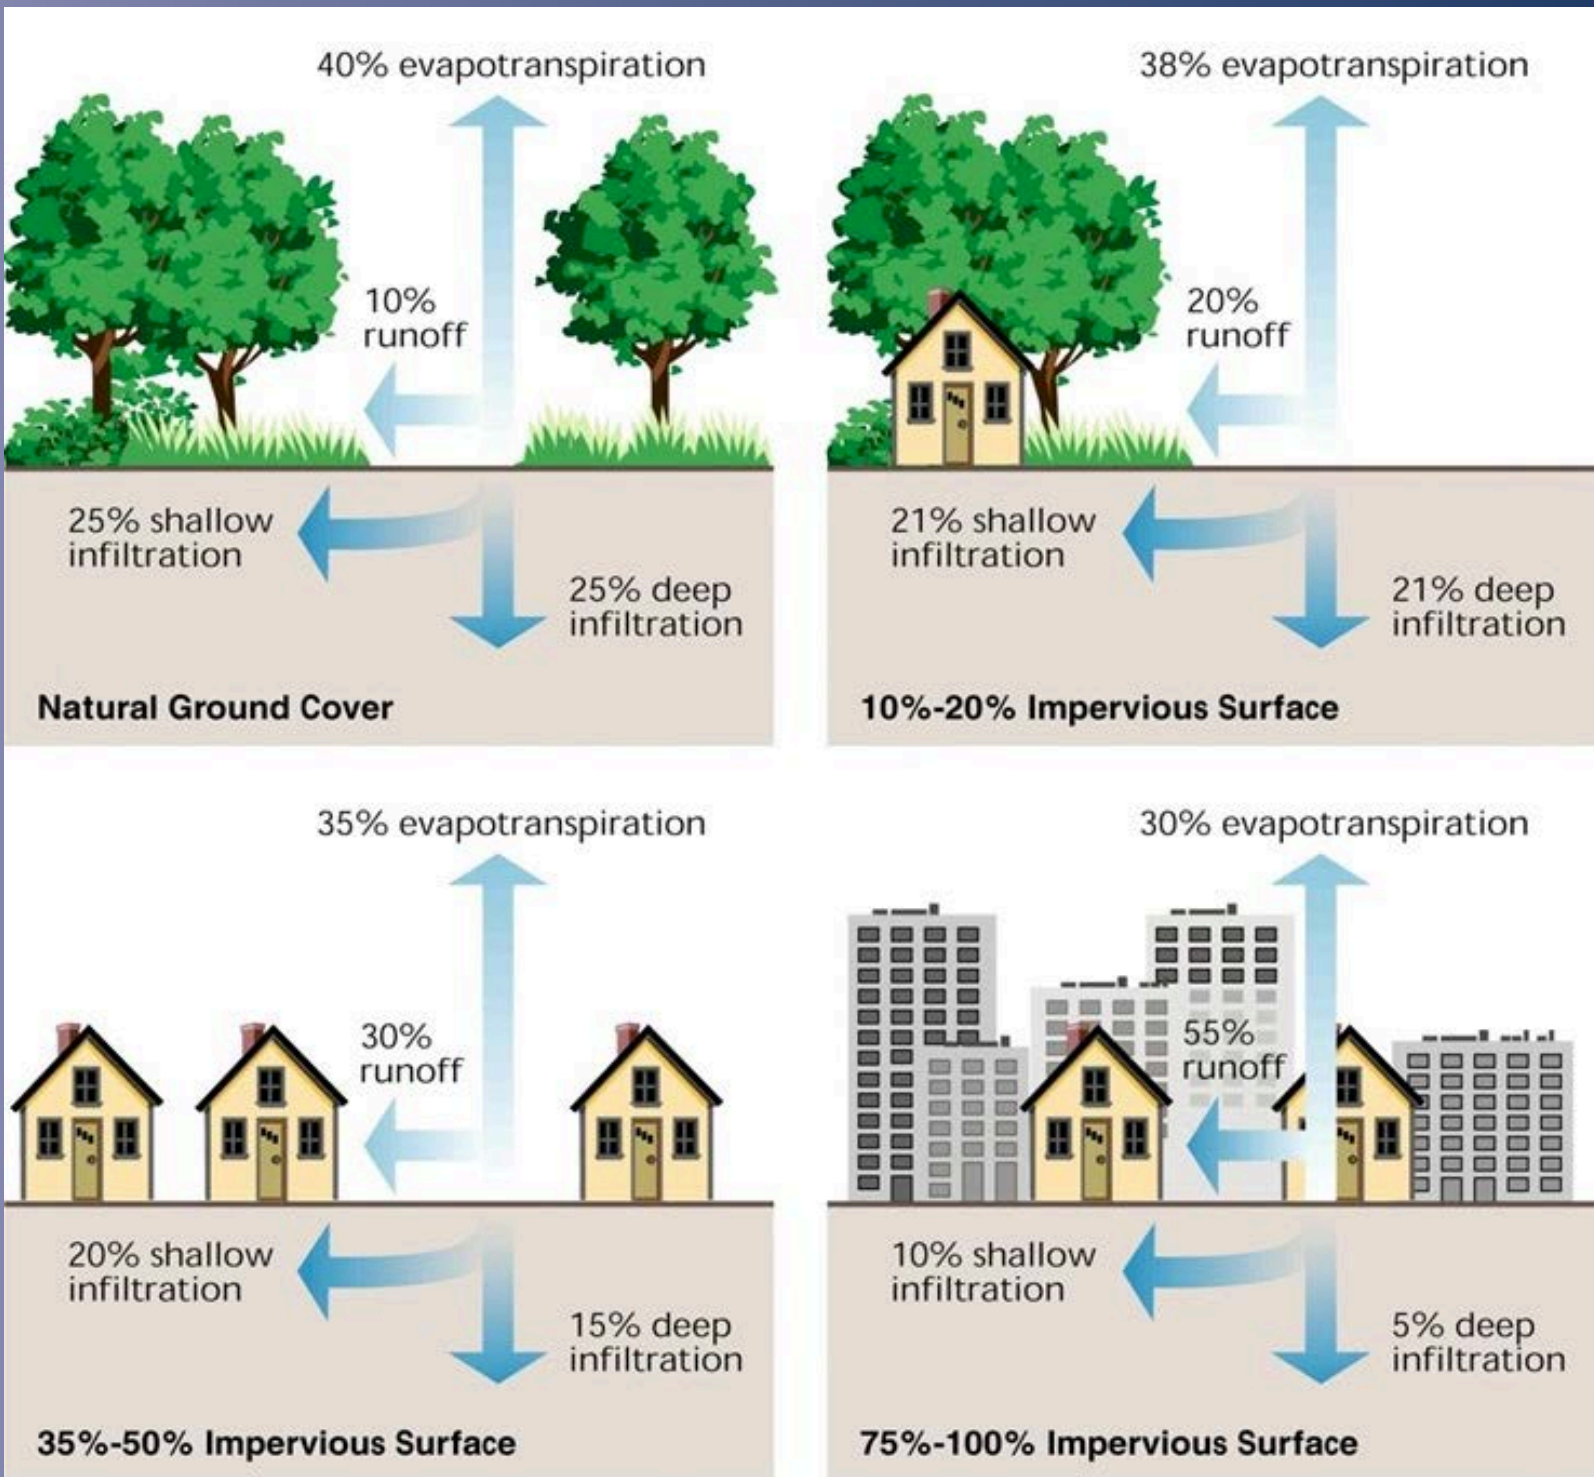 40% evapotranspiration
10%
runoff
25% shallow
infiltration
25% deep
infiltration
Natural Ground Cover
38% evapotranspiration
20%
runoff
21% shallow
infiltration
21% deep
infiltration
10%-20% Impervious Surface
35% evapotranspiration
30%
runoff
20% shallow
infiltration
15% deep
infiltration
35%-50% Impervious Surface
30% evapotranspiration
55%
runoff
10% shallow
infiltration
5% deep
infiltration
75%-100% Impervious Surface